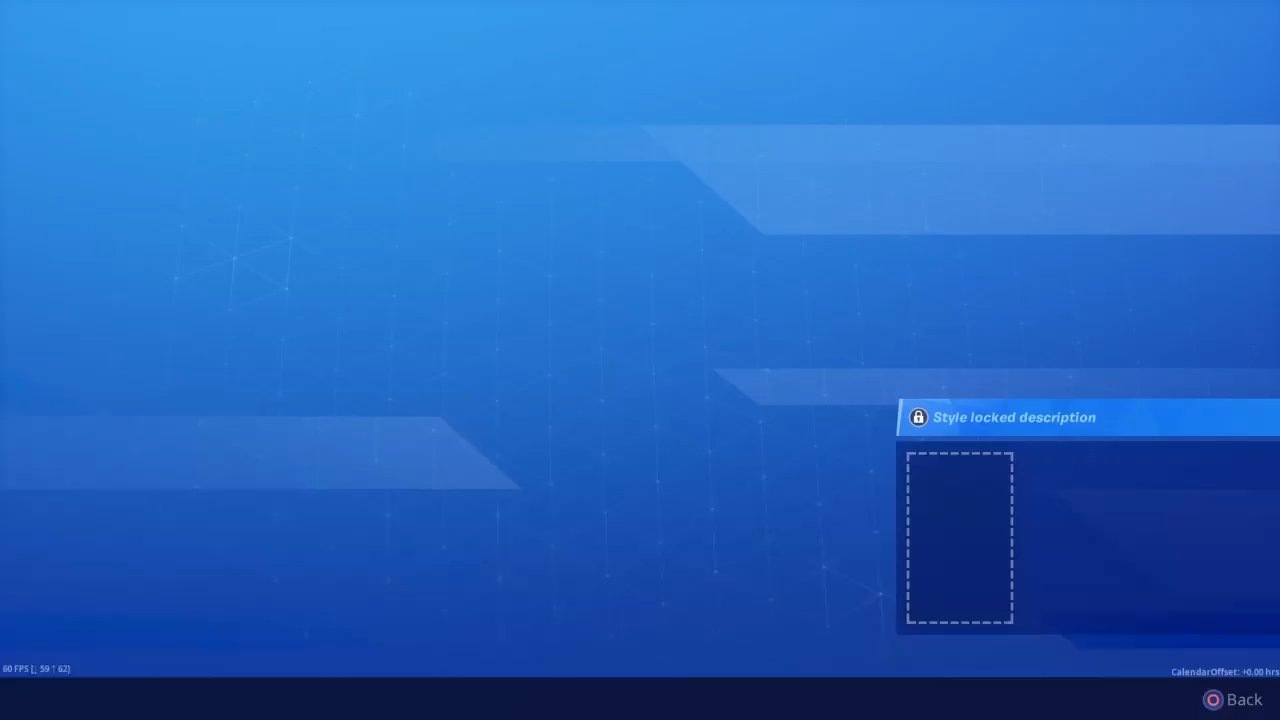 Style locked description
60 FPS [↓ 59 ↑ 62]
CalendarOffset: +0.00 hrs
Back